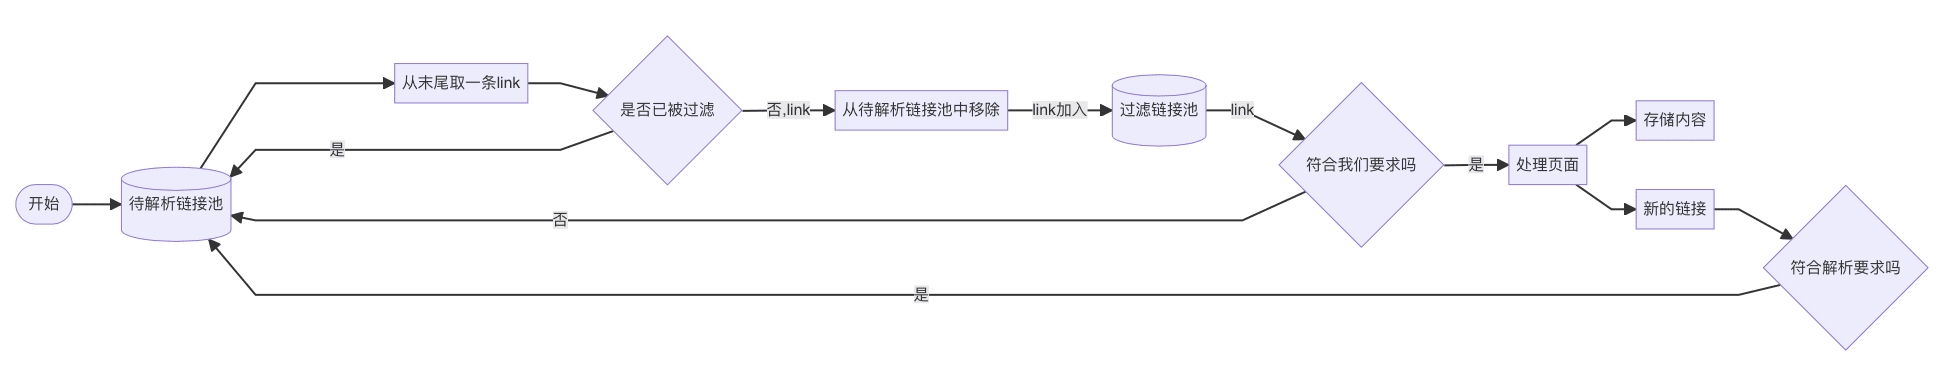 开始
待解析链接池
从末尾取一条link
是否已被过滤
是
否,link
从待解析链接池中移除
link加入
过滤链接池
link
符合我们要求吗
否
是
处理页面
存储内容
新的链接
符合解析要求吗
是